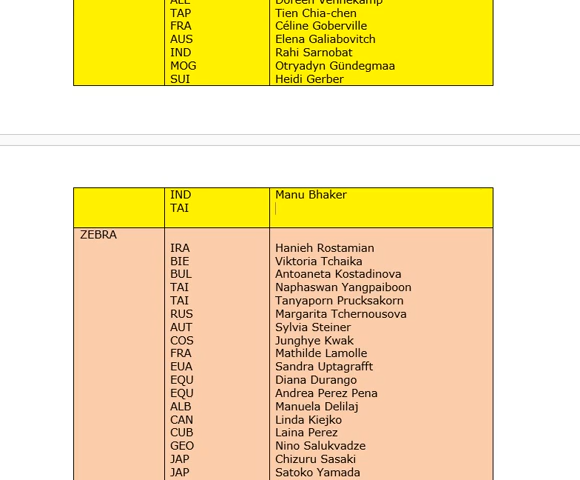 TAP Tien Chia-chen
FRA Céline Goberville
AUS Elena Galiabovitch
IND Rahi Sarnobat
MOG Otryadyn Gündegmaa
SUI Heidi Gerber
IND Manu Bhaker
TAI
ZEBRA
IRA Hanieh Rostamian
BIE Viktoria Tchaika
BUL Antoaneta Kostadinova
TAI Naphaswan Yangpaiboon
TAI Tanyaporn Prucksakorn
RUS Margarita Tchernousova
AUT Sylvia Steiner
COS Junghye Kwak
FRA Mathilde Lamolle
EUA Sandra Uptagrafft
EQU Diana Durango
EQU Andrea Perez Pena
ALB Manuela Delilaj
CAN Linda Kiejko
CUB Laina Perez
GEO Nino Salukvadze
JAP Chizuru Sasaki
JAP Satoko Yamada